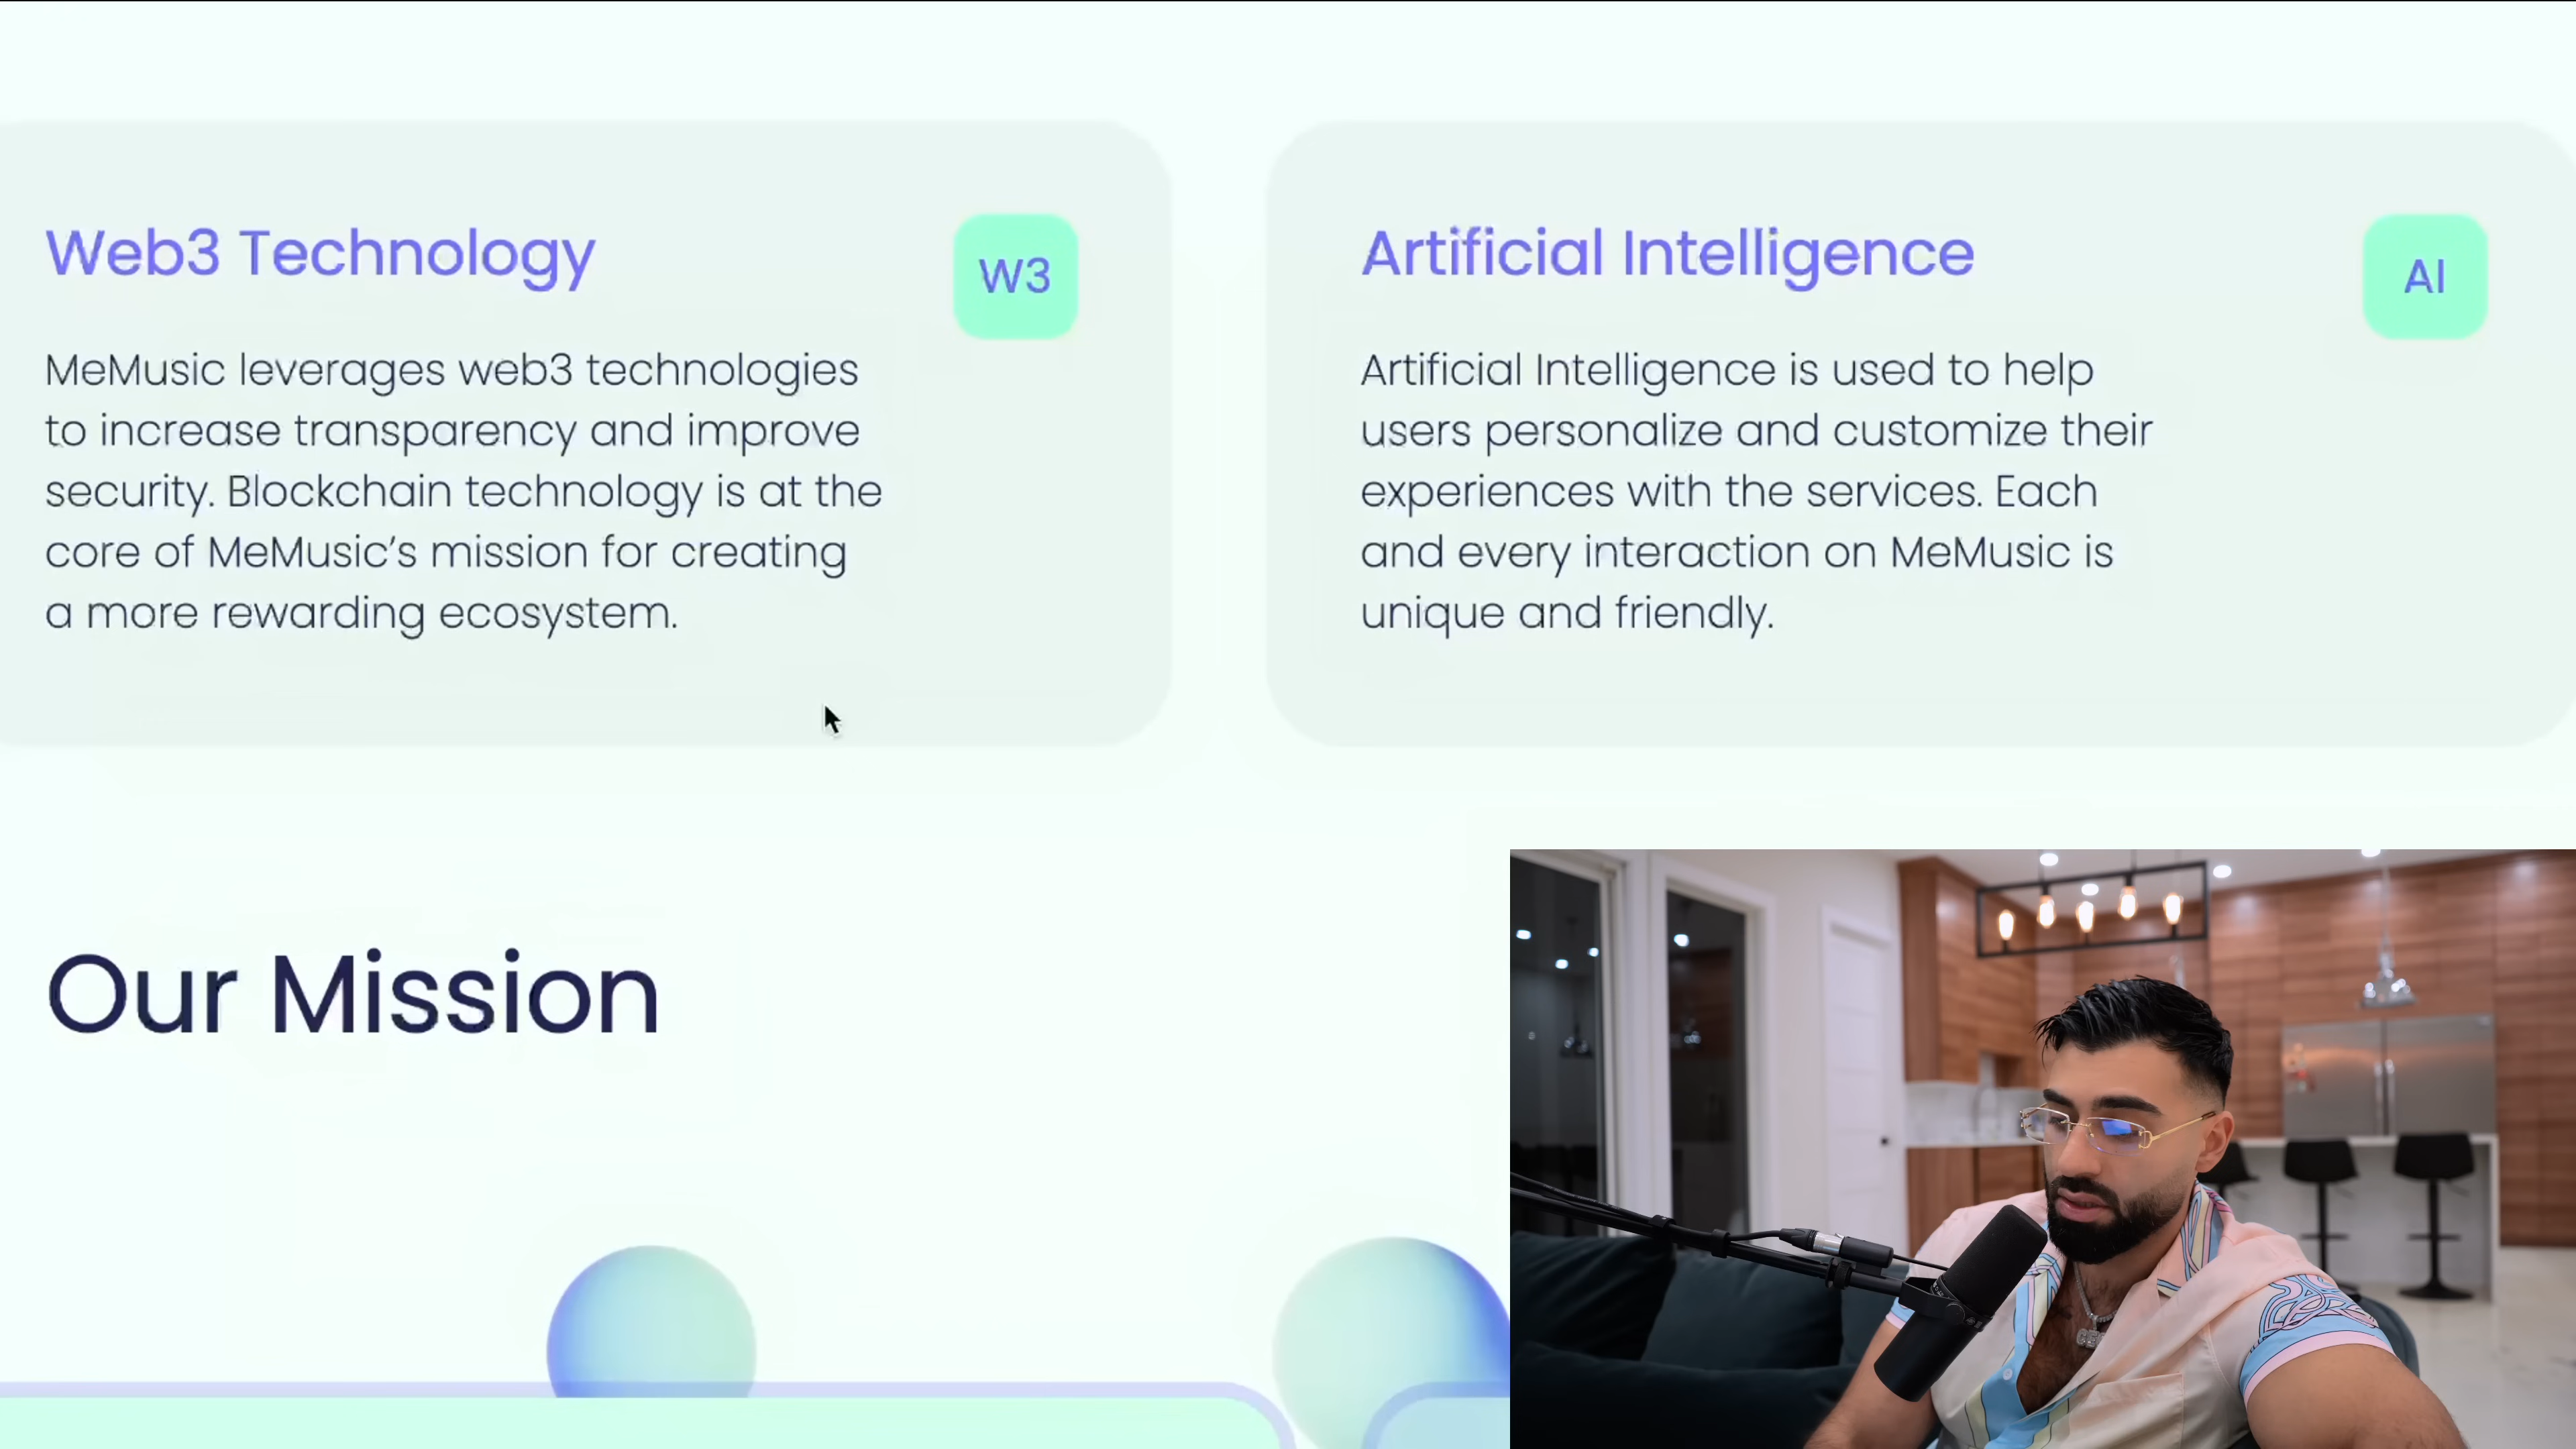 Web3 Technology
W3
MeMusic leverages web3 technologies
to increase transparency and improve
security. Blockchain technology is at the
core of MeMusic’s mission for creating
a more rewarding ecosystem.
Artificial Intelligence
AI
Artificial Intelligence is used to help
users personalize and customize their
experiences with the services. Each
and every interaction on MeMusic is
unique and friendly.
Our Mission